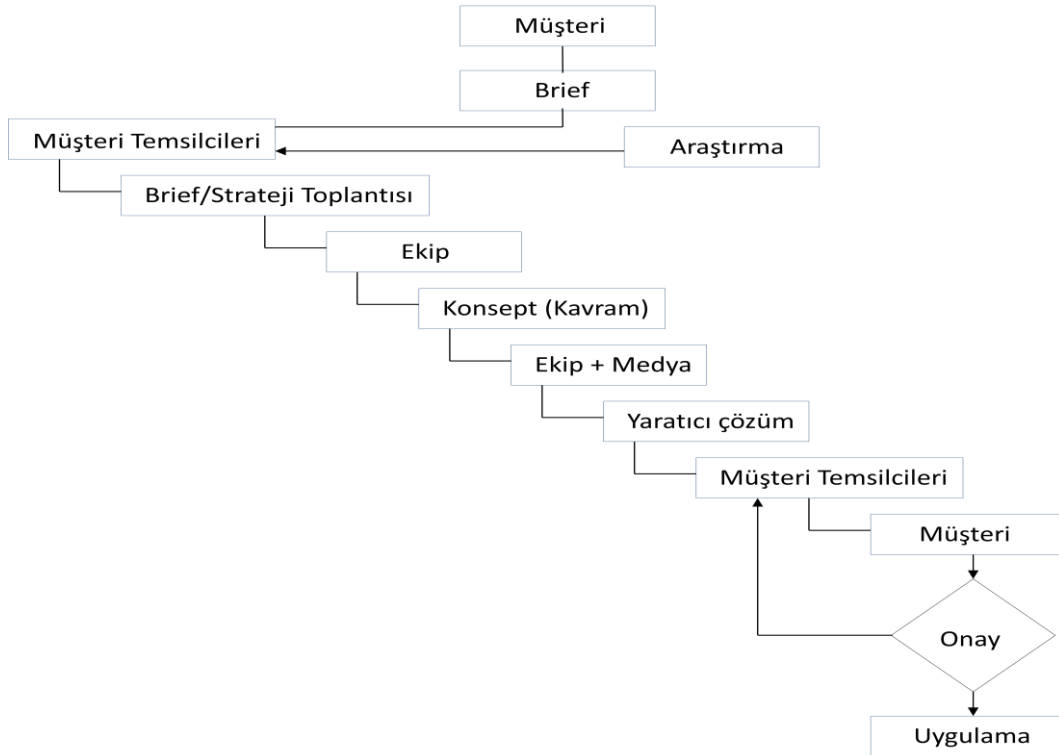 Müşteri
Brief
Müşteri Temsilcileri
Araştırma
Brief/Strateji Toplantısı
Ekip
Konsept (Kavram)
Ekip + Medya
Yaratıcı çözüm
Müşteri Temsilcileri
Müşteri
Onay
Uygulama